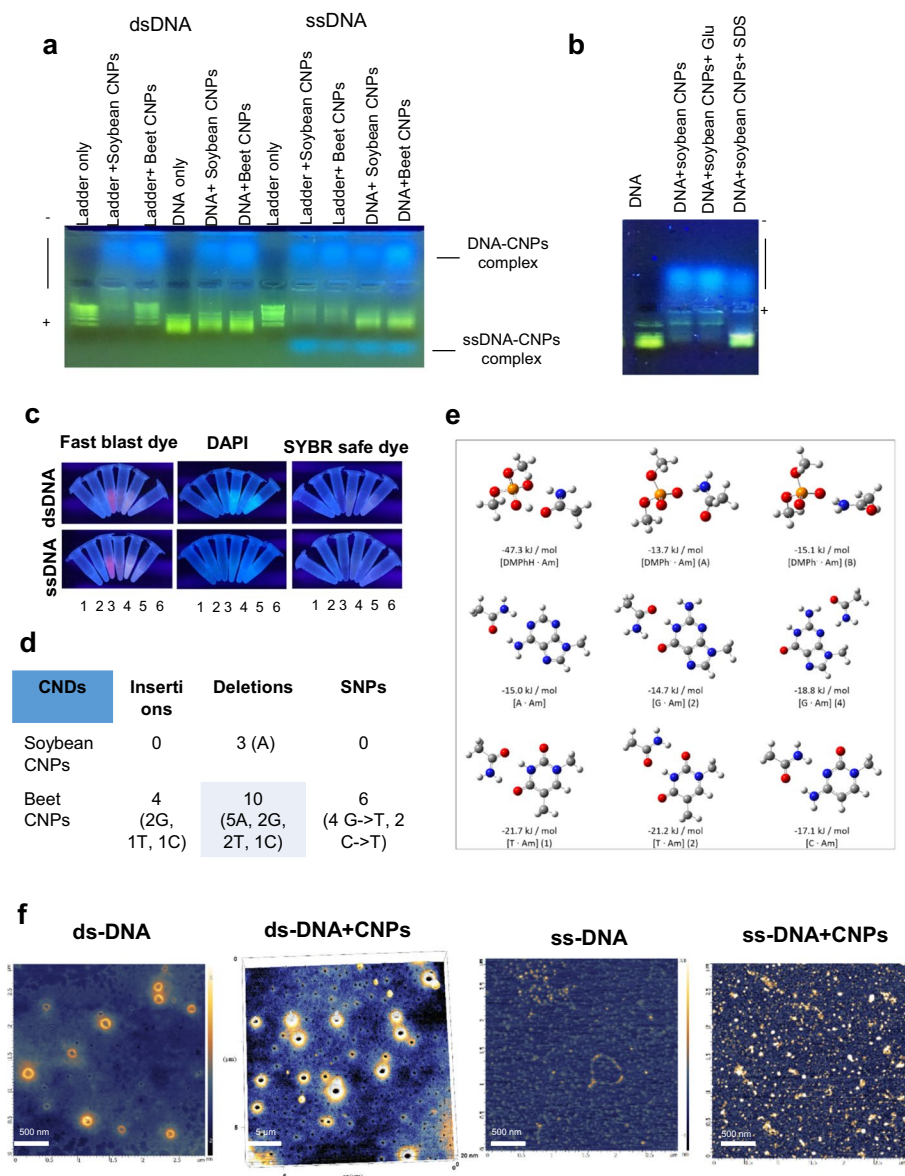 dsDNA
ssDNA
a
Ladder only
Ladder +Soybean CNPs
Ladder+ Beet CNPs
DNA only
DNA+ Soybean CNPs
DNA+Beet CNPs
Ladder only
Ladder +Soybean CNPs
Ladder+ Beet CNPs
DNA+ Soybean CNPs
DNA+Beet CNPs
-
+
DNA-CNPs
complex
ssDNA-CNPs
complex
b
DNA
DNA+soybean CNPs
DNA+soybean CNPs+ Glu
DNA+soybean CNPs+ SDS
-
+
c
Fast blast dye
DAPI
SYBR safe dye
dsDNA
ssDNA
1 2 3 4 5 6
1 2 3 4 5 6
1 2 3 4 5 6
d
CNDs
Inserti
ons
Deletions
SNPs
Soybean
CNPs
0
3 (A)
0
Beet
CNPs
4
(2G,
1T, 1C)
10
(5A, 2G,
2T, 1C)
6
(4 G->T, 2
C->T)
e
-47.3 kJ / mol
[DMPhH · Am]
-13.7 kJ / mol
[DMPh · Am] (A)
-15.1 kJ / mol
[DMPh · Am] (B)
-15.0 kJ / mol
[A · Am]
-14.7 kJ / mol
[G · Am] (2)
-18.8 kJ / mol
[G · Am] (4)
-21.7 kJ / mol
[T · Am] (1)
-21.2 kJ / mol
[T · Am] (2)
-17.1 kJ / mol
[C · Am]
f
ds-DNA
ds-DNA+CNPs
ss-DNA
ss-DNA+CNPs
500 nm
5 µm
20 nm
500 nm
500 nm